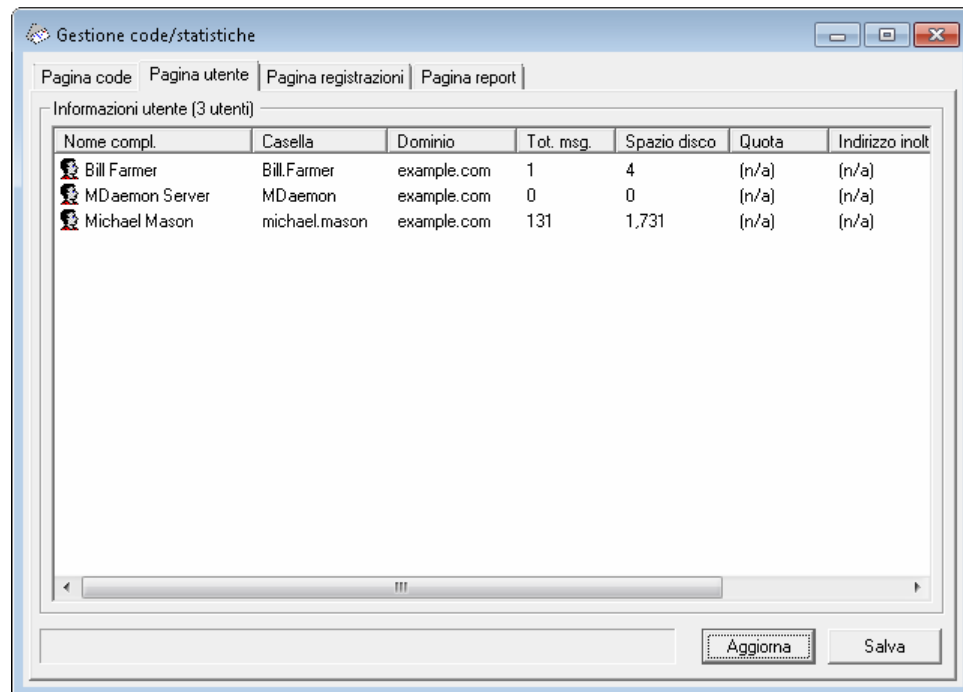 Gestione code/statistiche
Pagina code Pagina utente Pagina registrazioni Pagina report
Informazioni utente (3 utenti)
Nome compl. Casella Dominio Tot. msg. Spazio disco Quota Indirizzo inolt
Bill Farmer Bill.Farmer example.com 1 4 (n/a) (n/a)
MDaemon Server MDaemon example.com 0 0 (n/a) (n/a)
Michael Mason michael.mason example.com 131 1,731 (n/a) (n/a)
Aggiorna Salva